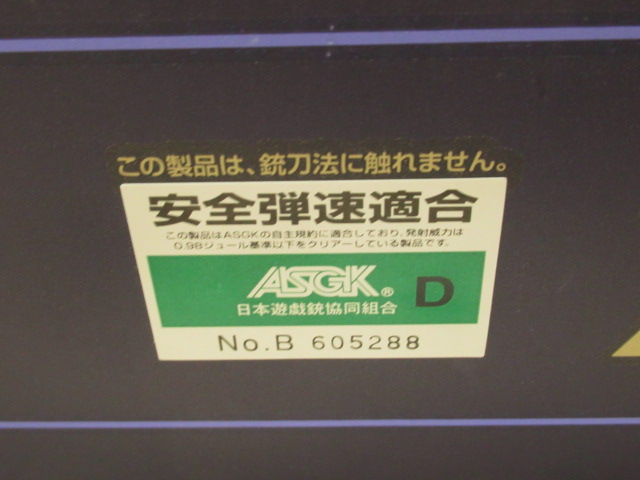 この製品は、銃刀法に触れません。
安全弾速適合
この製品はASGKの自主規約に適合しており、発射威力は
0.98ジュール基準以下をクリアーしている製品です。
ASGK® D
日本遊戯銃協同組合
No.B 605288